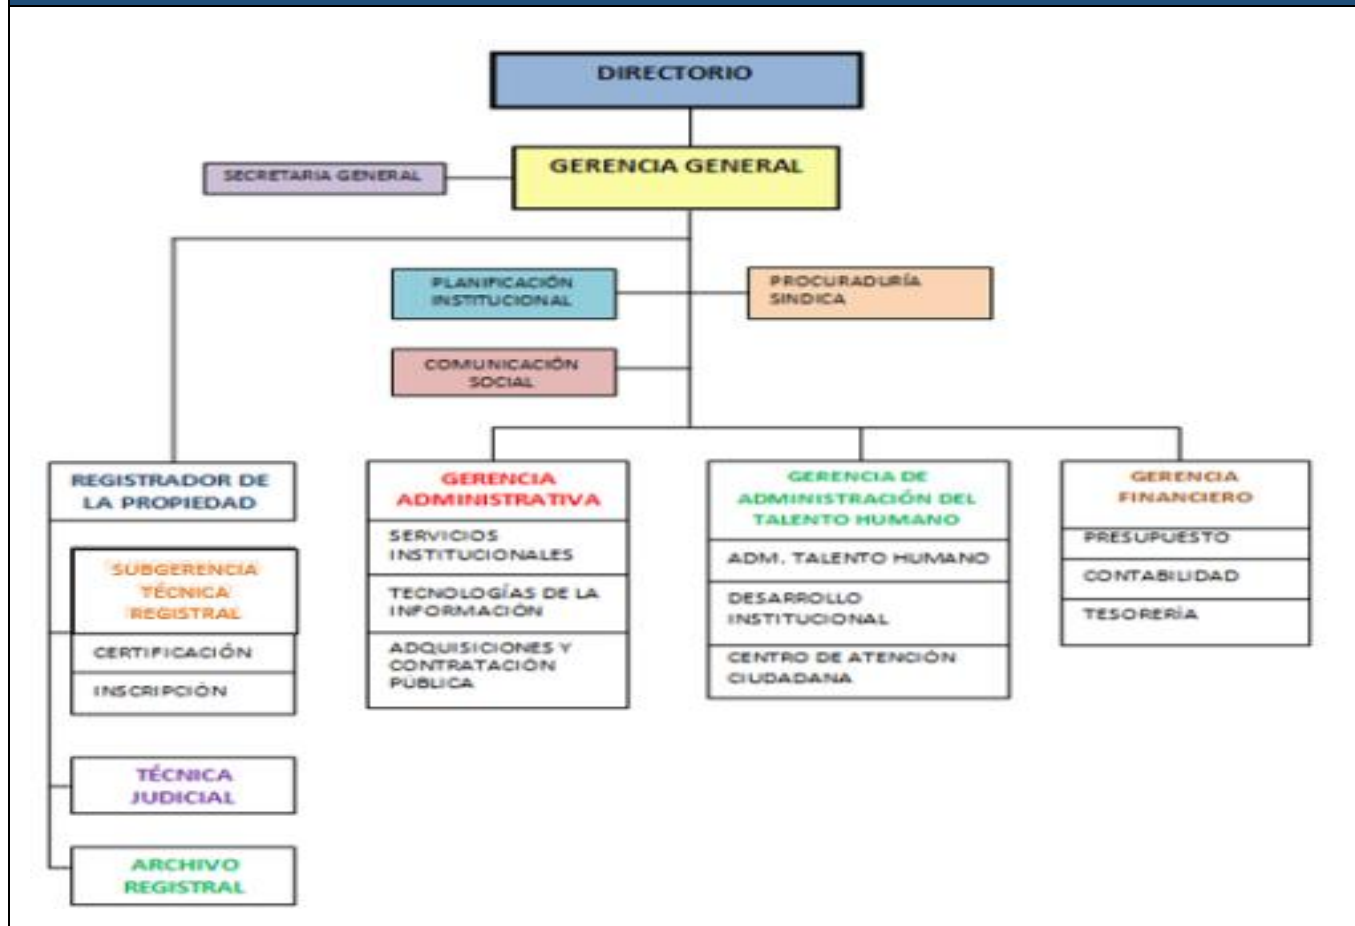 DIRECTORIO
GERENCIA GENERAL
SECRETARIA GENERAL
PLANIFICACIÓN
INSTITUCIONAL
PROCURADURÍA
SINDICA
COMUNICACIÓN
SOCIAL
REGISTRADOR DE
LA PROPIEDAD
SUBGERENCIA
TÉCNICA
REGISTRAL
CERTIFICACIÓN
INSCRIPCIÓN
TÉCNICA
JUDICIAL
ARCHIVO
REGISTRAL
GERENCIA
ADMINISTRATIVA
SERVICIOS
INSTITUCIONALES
TECNOLOGÍAS DE LA
INFORMACIÓN
ADQUISICIONES Y
CONTRATACIÓN
PÚBLICA
GERENCIA DE
ADMINISTRACIÓN DEL
TALENTO HUMANO
ADM. TALENTO HUMANO
DESARROLLO
INSTITUCIONAL
CENTRO DE ATENCIÓN
CIUDADANA
GERENCIA
FINANCIERO
PRESUPUESTO
CONTABILIDAD
TESORERÍA